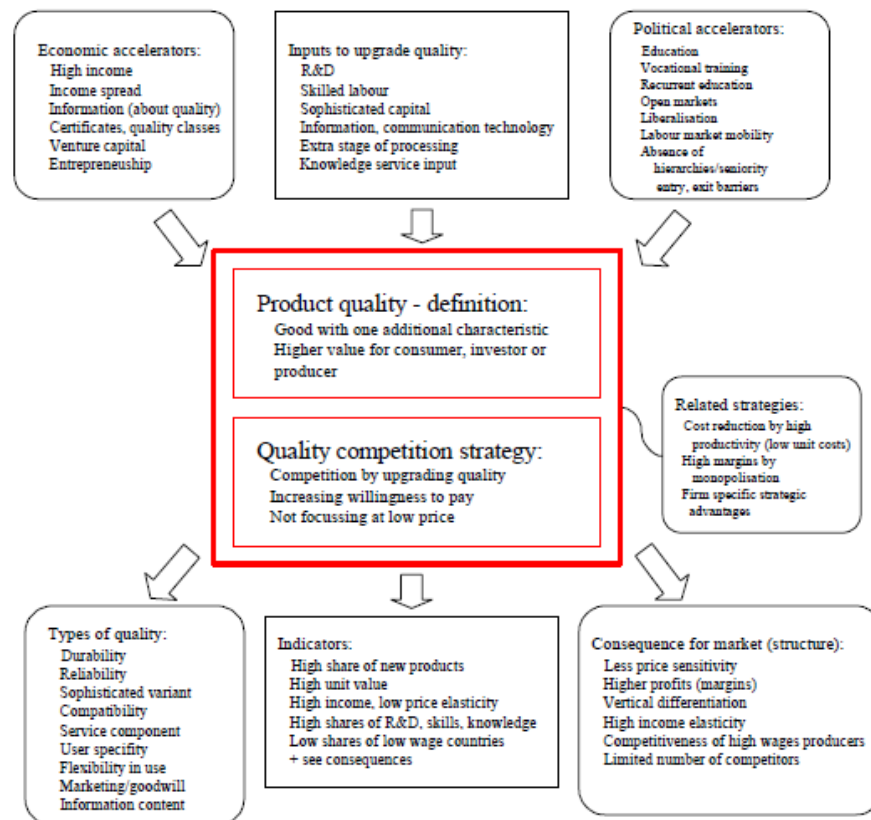 Economic accelerators:
High income
Income spread
Information (about quality)
Certificates, quality classes
Venture capital
Entrepreneuship
Inputs to upgrade quality:
R&D
Skilled labour
Sophisticated capital
Information, communication technology
Extra stage of processing
Knowledge service input
Political accelerators:
Education
Vocational training
Recurrent education
Open markets
Liberalisation
Labour market mobility
Absence of
hierarchies/seniority
entry, exit barriers
Product quality - definition:
Good with one additional characteristic
Higher value for consumer, investor or
producer
Quality competition strategy:
Competition by upgrading quality
Increasing willingness to pay
Not focussing at low price
Related strategies:
Cost reduction by high
productivity (low unit costs)
High margins by
monopolisation
Firm specific strategic
advantages
Types of quality:
Durability
Reliability
Sophisticated variant
Compatibility
Service component
User specifity
Flexibility in use
Marketing/goodwill
Information content
Indicators:
High share of new products
High unit value
High income, low price elasticity
High shares of R&D, skills, knowledge
Low shares of low wage countries
+ see consequences
Consequence for market (structure):
Less price sensitivity
Higher profits (margins)
Vertical differentiation
High income elasticity
Competitiveness of high wages producers
Limited number of competitors